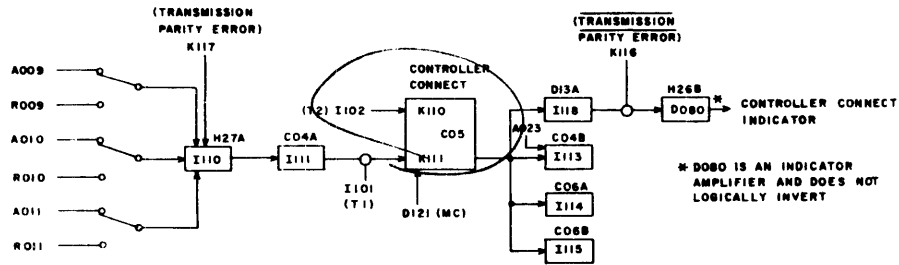 (TRANSMISSION
PARITY ERROR)
K117
A009
R009
A010
R010
A011
R011
H27A
I110
C04A
I111
I101
(T1)
(T2) I102
CONTROLLER
CONNECT
K110
C05
K111
D121 (MC)
D13A
I118
A023
C04B
I113
C06A
I114
C06B
I115
(TRANSMISSION
PARITY ERROR)
K116
H26B
D080
*
CONTROLLER CONNECT
INDICATOR
* D080 IS AN INDICATOR
AMPLIFIER AND DOES NOT
LOGICALLY INVERT